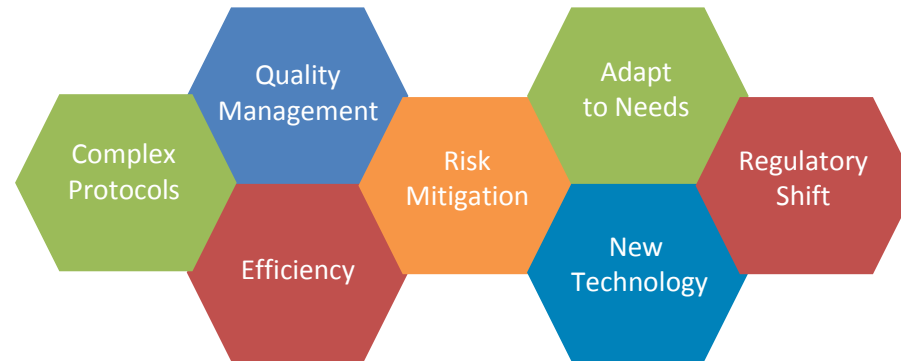 Complex
Protocols
Quality
Management
Efficiency
Risk
Mitigation
Adapt
to Needs
New
Technology
Regulatory
Shift